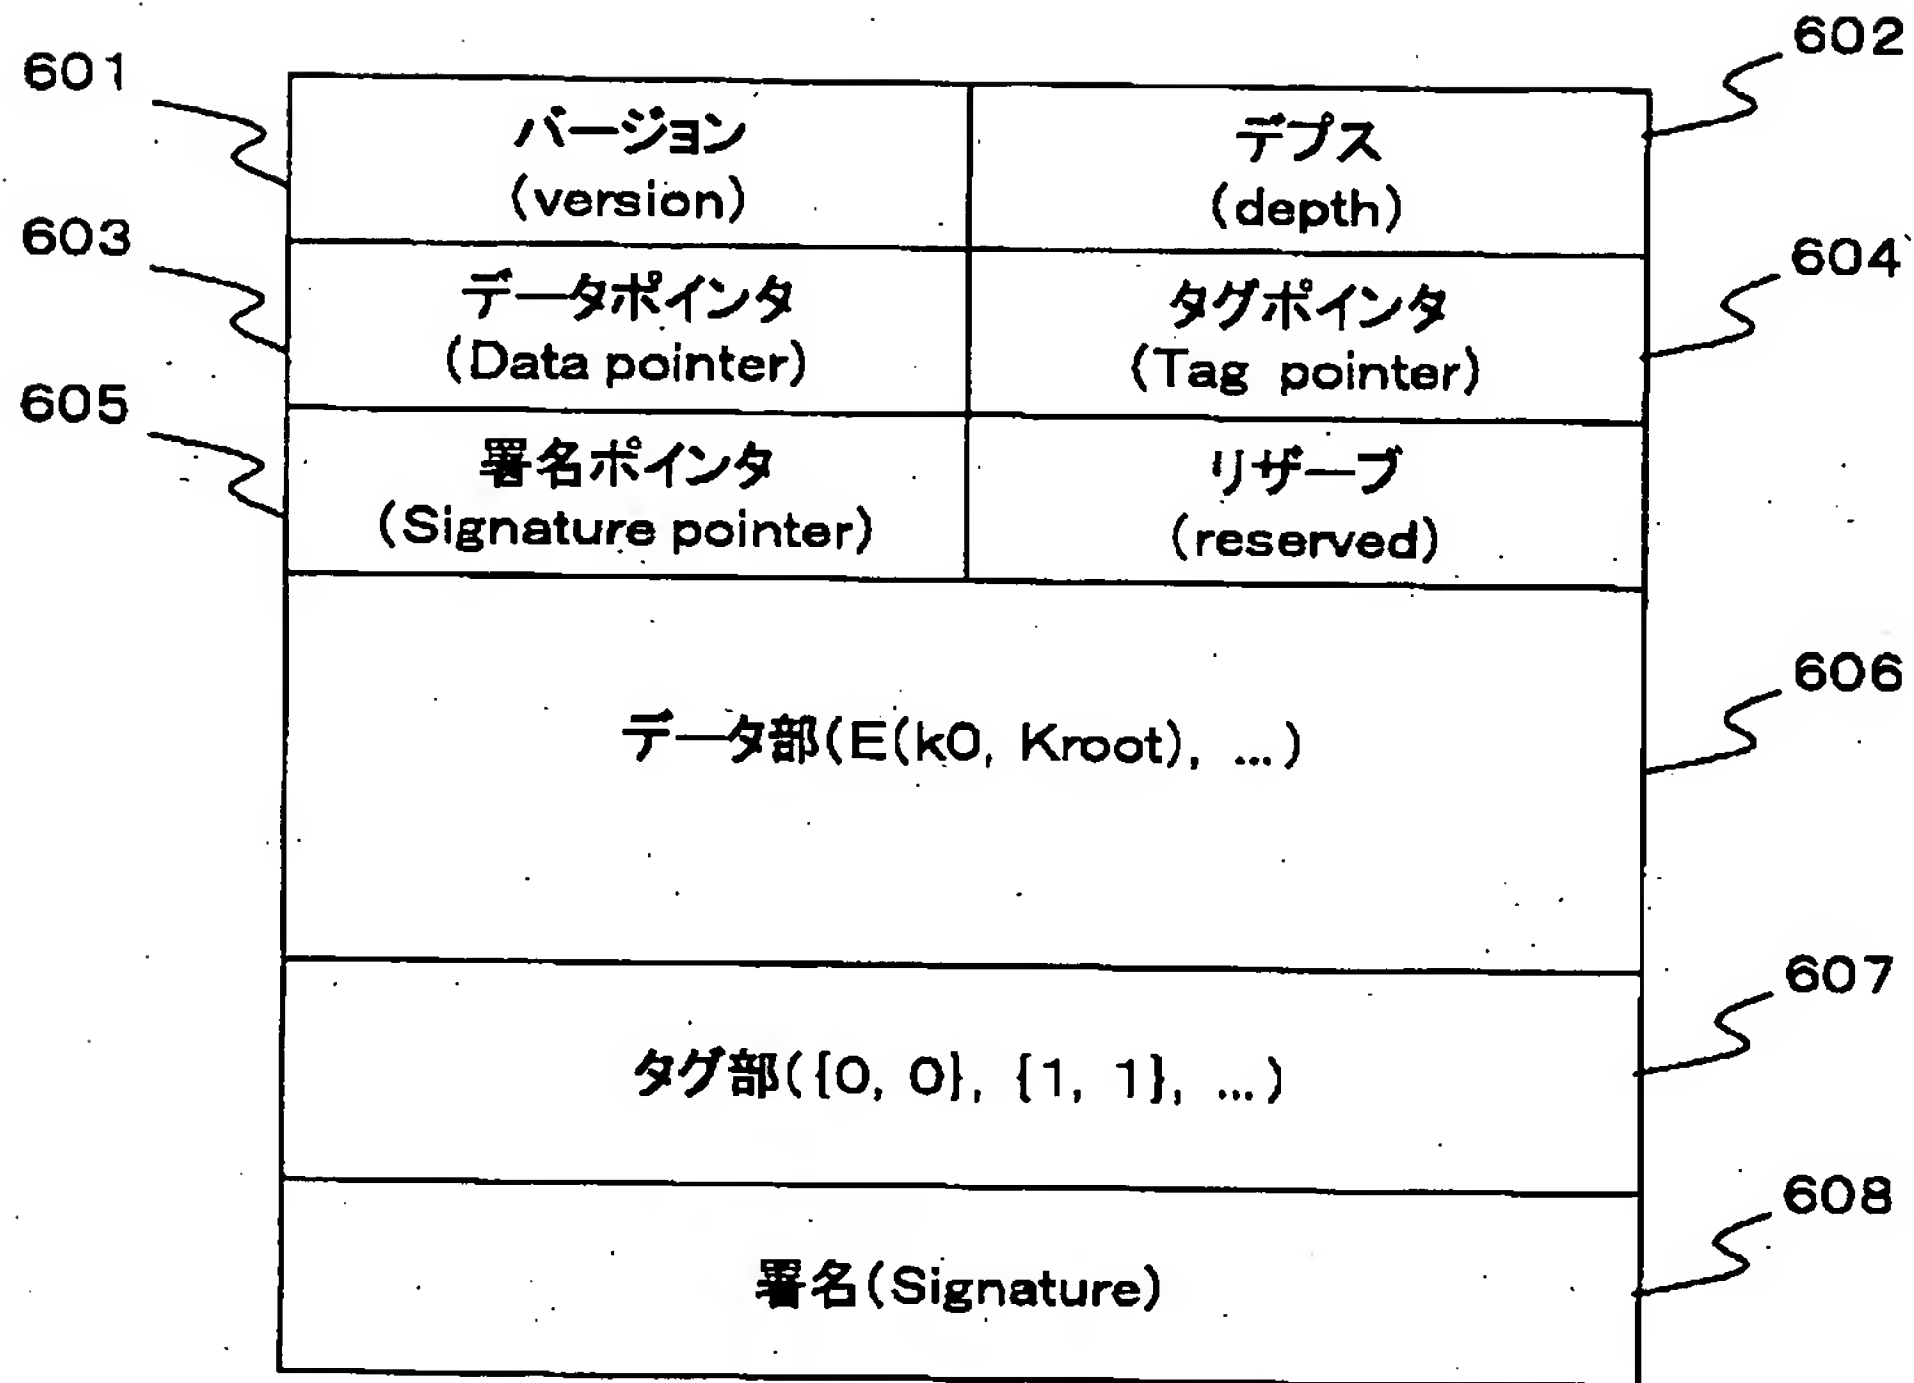 601
602
バージョン
(version)
デプス
(depth)
603
604
データポインタ
(Data pointer)
タグポインタ
(Tag pointer)
605
署名ポインタ
(Signature pointer)
リザーブ
(reserved)
606
データ部(E(k0, Kroot), ...)
607
タグ部({0, 0}, {1, 1}, ...)
608
署名(Signature)